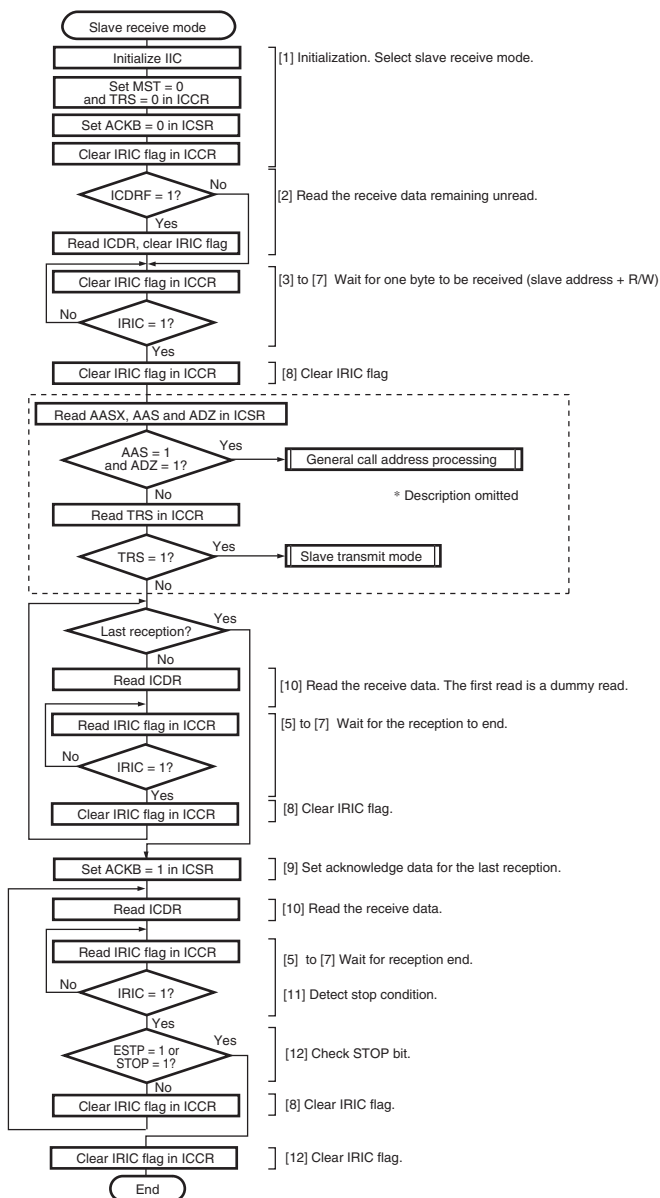 Slave receive mode
Initialize IIC
[1] Initialization. Select slave receive mode.
Set MST = 0
and TRS = 0 in ICCR
Set ACKB = 0 in ICSR
Clear IRIC flag in ICCR
ICDRF = 1?
No
[2] Read the receive data remaining unread.
Yes
Read ICDR, clear IRIC flag
Clear IRIC flag in ICCR
[3] to [7] Wait for one byte to be received (slave address + R/W)
No
IRIC = 1?
Yes
Clear IRIC flag in ICCR
[8] Clear IRIC flag
Read AASX, AAS and ADZ in ICSR
AAS = 1
and ADZ = 1?
Yes
General call address processing
No
* Description omitted
Read TRS in ICCR
TRS = 1?
Yes
Slave transmit mode
No
Last reception?
Yes
No
Read ICDR
[10] Read the receive data. The first read is a dummy read.
Read IRIC flag in ICCR
[5] to [7] Wait for the reception to end.
No
IRIC = 1?
Yes
Clear IRIC flag in ICCR
[8] Clear IRIC flag.
Set ACKB = 1 in ICSR
[9] Set acknowledge data for the last reception.
Read ICDR
[10] Read the receive data.
Read IRIC flag in ICCR
[5] to [7] Wait for reception end.
No
IRIC = 1?
[11] Detect stop condition.
Yes
ESTP = 1 or
STOP = 1?
Yes
[12] Check STOP bit.
No
Clear IRIC flag in ICCR
[8] Clear IRIC flag.
Clear IRIC flag in ICCR
[12] Clear IRIC flag.
End